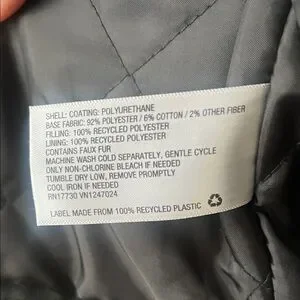 SHELL: COATING: POLYURETHANE
BASE FABRIC: 92% POLYESTER / 6% COTTON / 2% OTHER FIBER
FILLING: 100% RECYCLED POLYESTER
LINING: 100% RECYCLED POLYESTER
CONTAINS FAUX FUR
MACHINE WASH COLD SEPARATELY, GENTLE CYCLE
ONLY NON-CHLORINE BLEACH IF NEEDED
TUMBLE DRY LOW, REMOVE PROMPTLY
COOL IRON IF NEEDED
RN17730 VN1247024
LABEL MADE FROM 100% RECYCLED PLASTIC